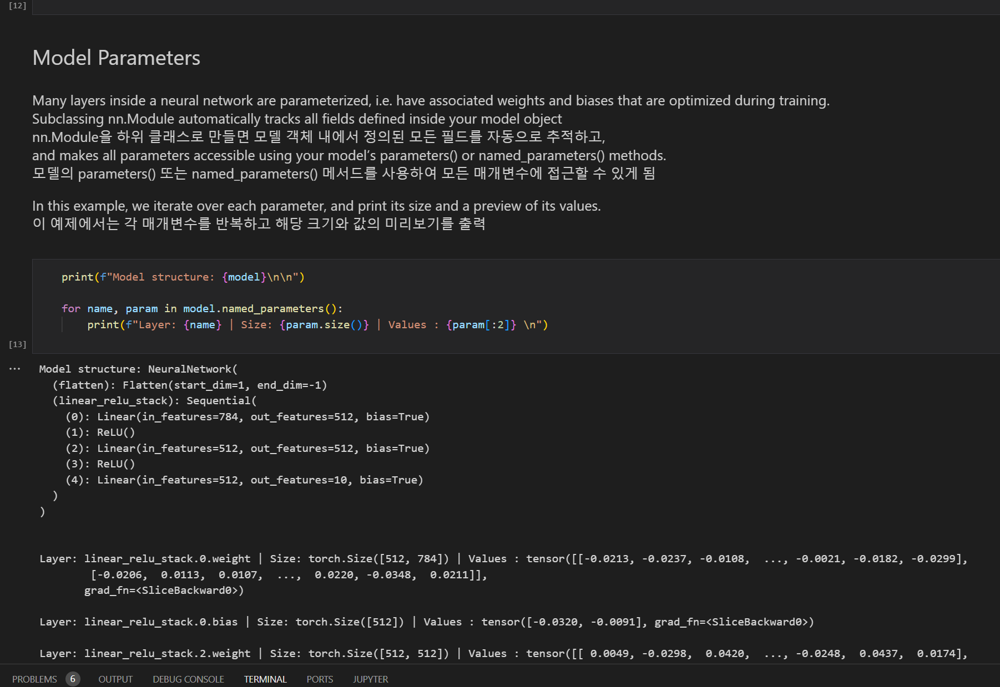 [12]
Model Parameters
Many layers inside a neural network are parameterized, i.e. have associated weights and biases that are optimized during training.
Subclassing nn.Module automatically tracks all fields defined inside your model object
nn.Module을 하위 클래스로 만들면 모델 객체 내에서 정의된 모든 필드를 자동으로 추적하고,
and makes all parameters accessible using your model’s parameters() or named_parameters() methods.
모델의 parameters() 또는 named_parameters() 메서드를 사용하여 모든 매개변수에 접근할 수 있게 됨
In this example, we iterate over each parameter, and print its size and a preview of its values.
이 예제에서는 각 매개변수를 반복하고 해당 크기와 값의 미리보기를 출력
print(f"Model structure: {model}\n\n")
for name, param in model.named_parameters():
    print(f"Layer: {name} | Size: {param.size()} | Values : {param[:2]} \n")
[13]
... Model structure: NeuralNetwork(
  (flatten): Flatten(start_dim=1, end_dim=-1)
  (linear_relu_stack): Sequential(
    (0): Linear(in_features=784, out_features=512, bias=True)
    (1): ReLU()
    (2): Linear(in_features=512, out_features=512, bias=True)
    (3): ReLU()
    (4): Linear(in_features=512, out_features=10, bias=True)
  )
)
Layer: linear_relu_stack.0.weight | Size: torch.Size([512, 784]) | Values : tensor([[-0.0213, -0.0237, -0.0108,  ..., -0.0021, -0.0182, -0.0299],
        [-0.0206,  0.0113,  0.0107,  ...,  0.0220, -0.0348,  0.0211]],
       grad_fn=<SliceBackward0>)
Layer: linear_relu_stack.0.bias | Size: torch.Size([512]) | Values : tensor([-0.0320, -0.0091], grad_fn=<SliceBackward0>)
Layer: linear_relu_stack.2.weight | Size: torch.Size([512, 512]) | Values : tensor([[ 0.0049, -0.0298,  0.0420,  ..., -0.0248,  0.0437,  0.0174],
PROBLEMS 6 OUTPUT DEBUG CONSOLE TERMINAL PORTS JUPYTER